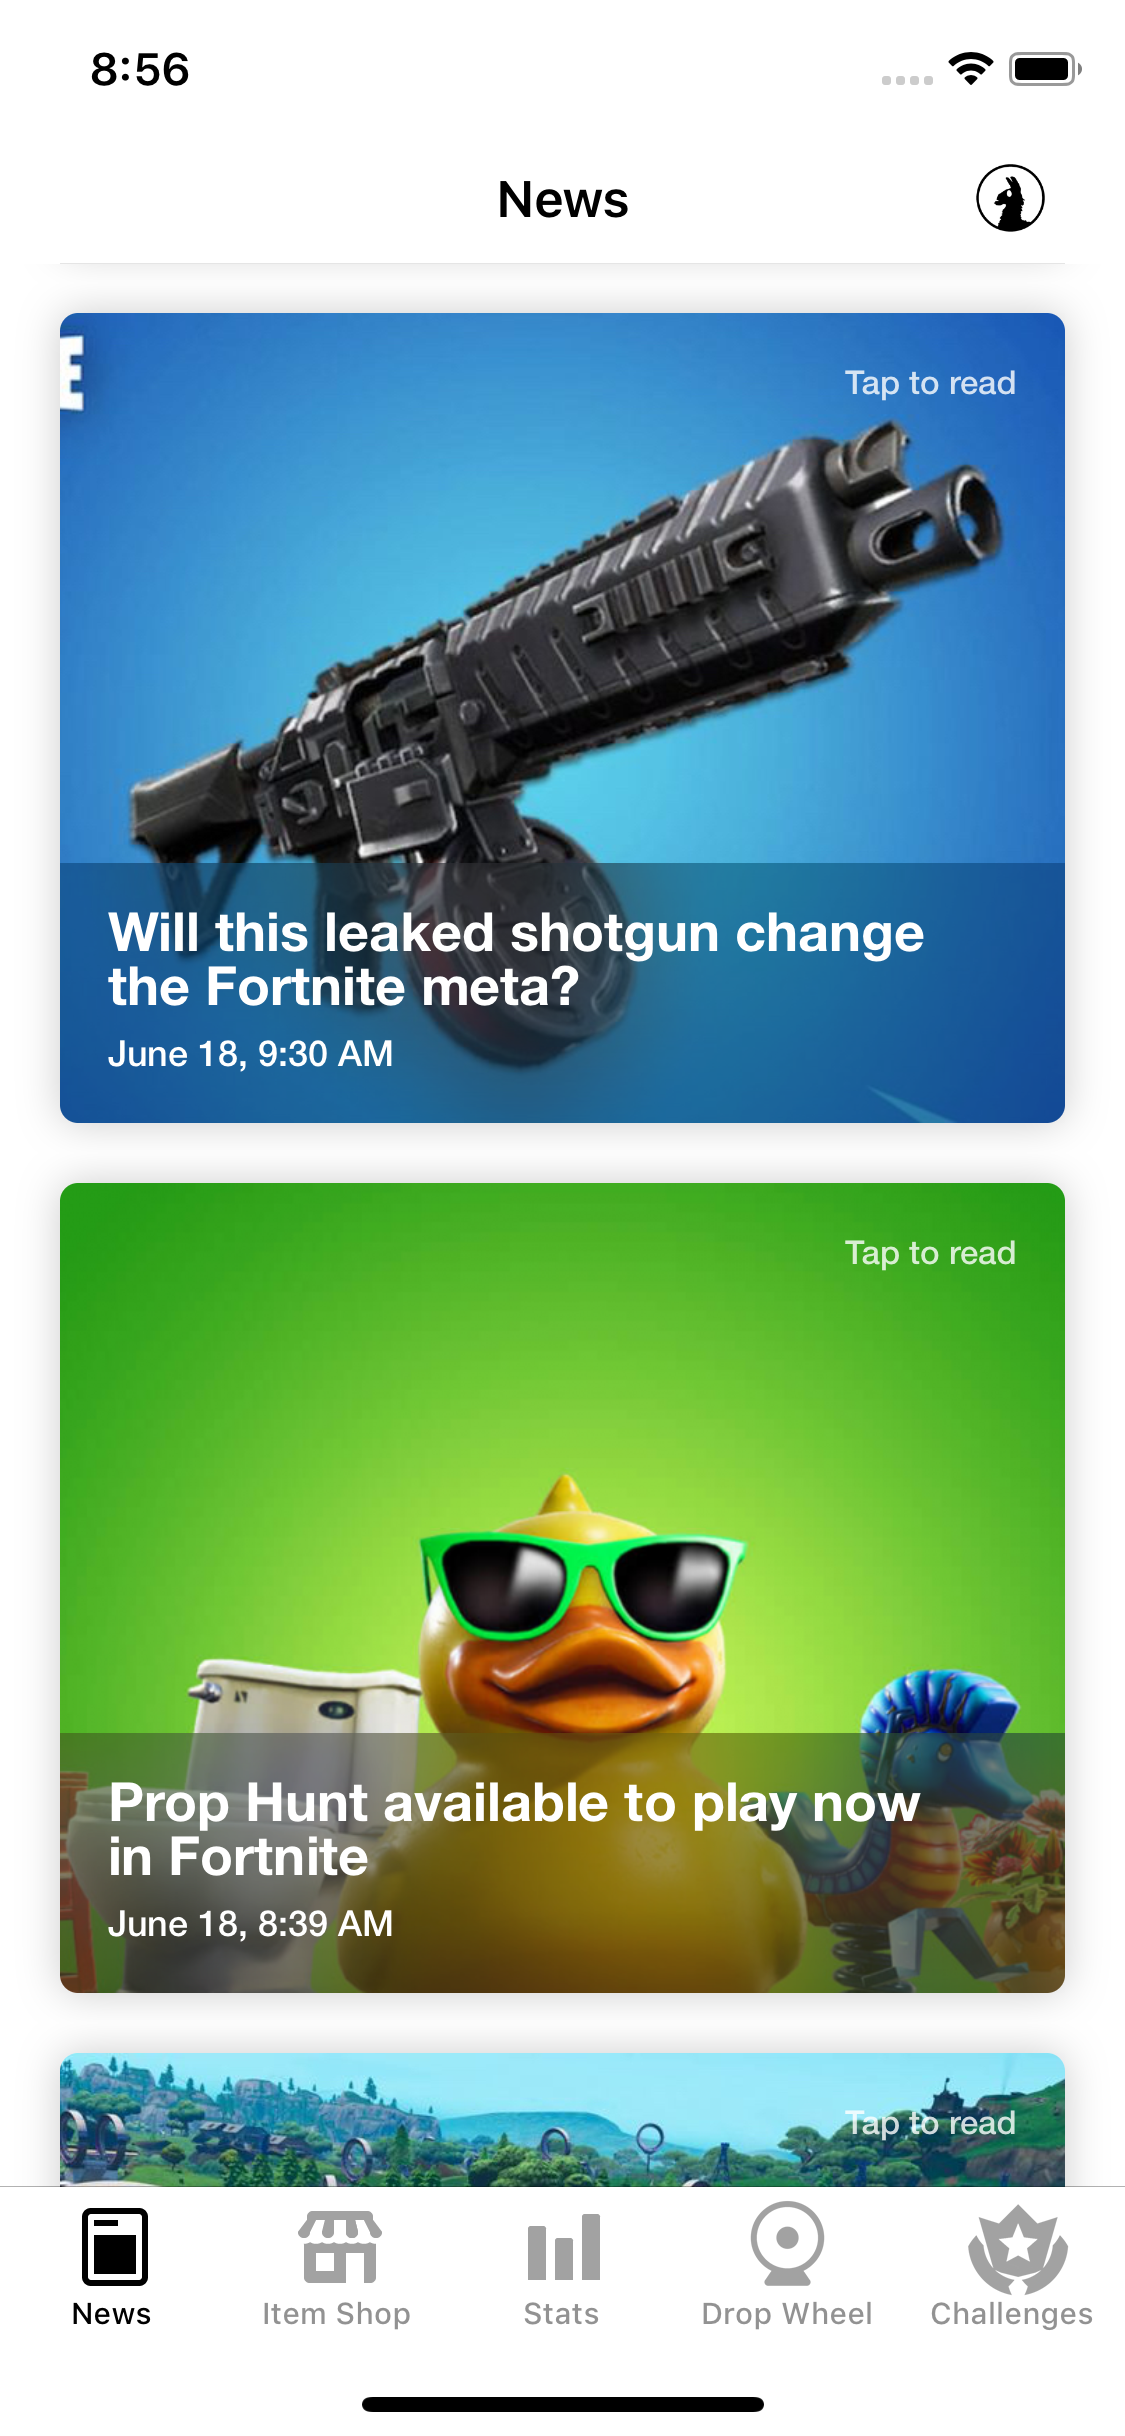 8:56
News
E
Tap to read
Will this leaked shotgun change
the Fortnite meta?
June 18, 9:30 AM
Tap to read
Prop Hunt available to play now
in Fortnite
June 18, 8:39 AM
Tap to read
News
Item Shop
Stats
Drop Wheel
Challenges